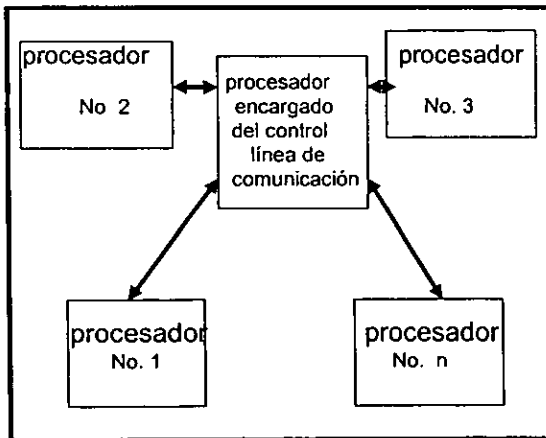 procesador
No 2
procesador
encargado
del control
línea de
comunicación
procesador
No. 3
procesador
No. 1
procesador
No. n